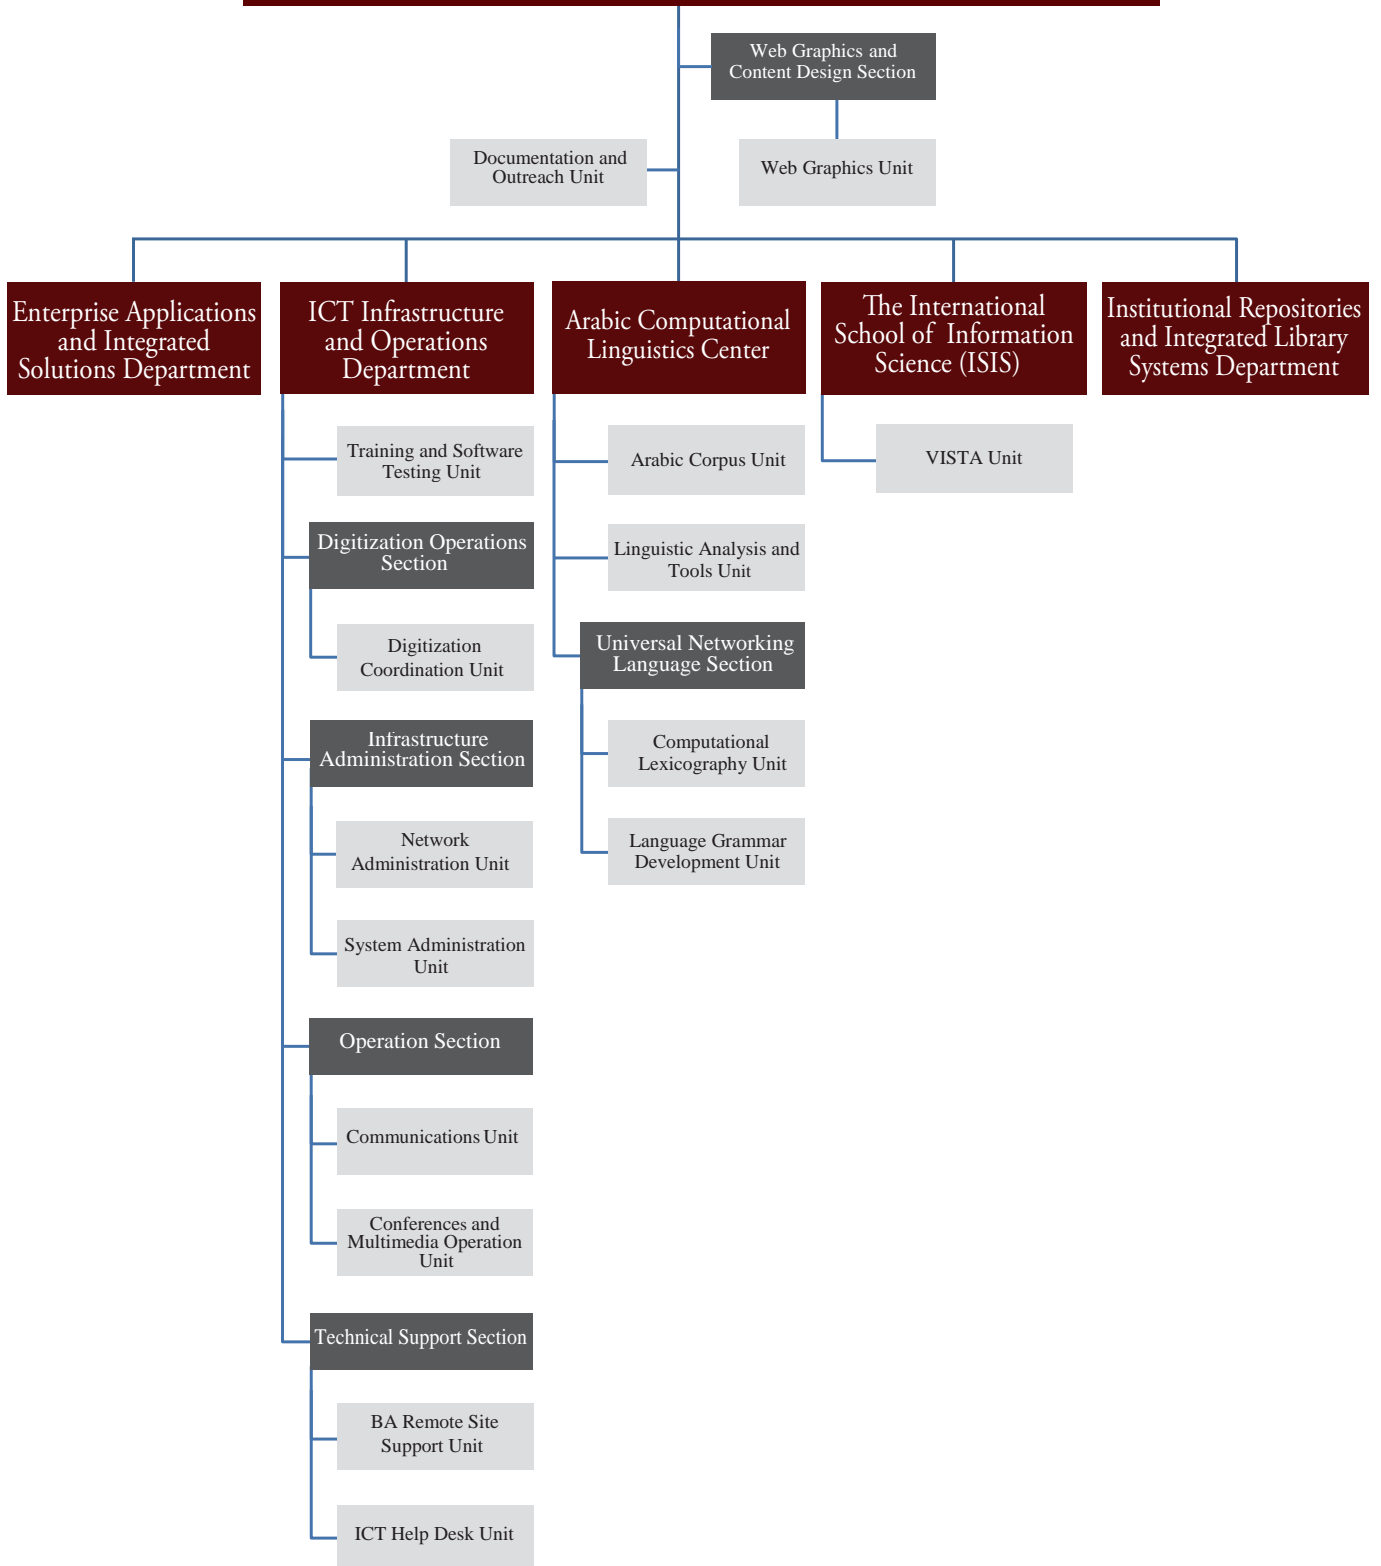 Web Graphics and
Content Design Section
Documentation and
Outreach Unit
Web Graphics Unit
Enterprise Applications
and Integrated
Solutions Department
ICT Infrastructure
and Operations
Department
Arabic Computational
Linguistics Center
The International
School of Information
Science (ISIS)
Institutional Repositories
and Integrated Library
Systems Department
Training and Software
Testing Unit
Digitization Operations
Section
Digitization
Coordination Unit
Infrastructure
Administration Section
Network
Administration Unit
System Administration
Unit
Operation Section
Communications Unit
Conferences and
Multimedia Operation
Unit
Technical Support Section
BA Remote Site
Support Unit
ICT Help Desk Unit
Arabic Corpus Unit
Linguistic Analysis and
Tools Unit
Universal Networking
Language Section
Computational
Lexicography Unit
Language Grammar
Development Unit
VISTA Unit